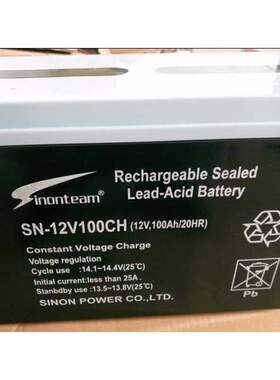 Sinonteam®
Rechargeable Sealed
Lead-Acid Battery
SN-12V100CH (12V,100Ah/20HR)
Constant Voltage Charge
Voltage regulation
Cycle use :14.1~14.4V(25℃)
Initial current:less than 25A .
Stanbdby use :13.5~13.8V(25℃)
SINON POWER CO.,LTD.
Pb